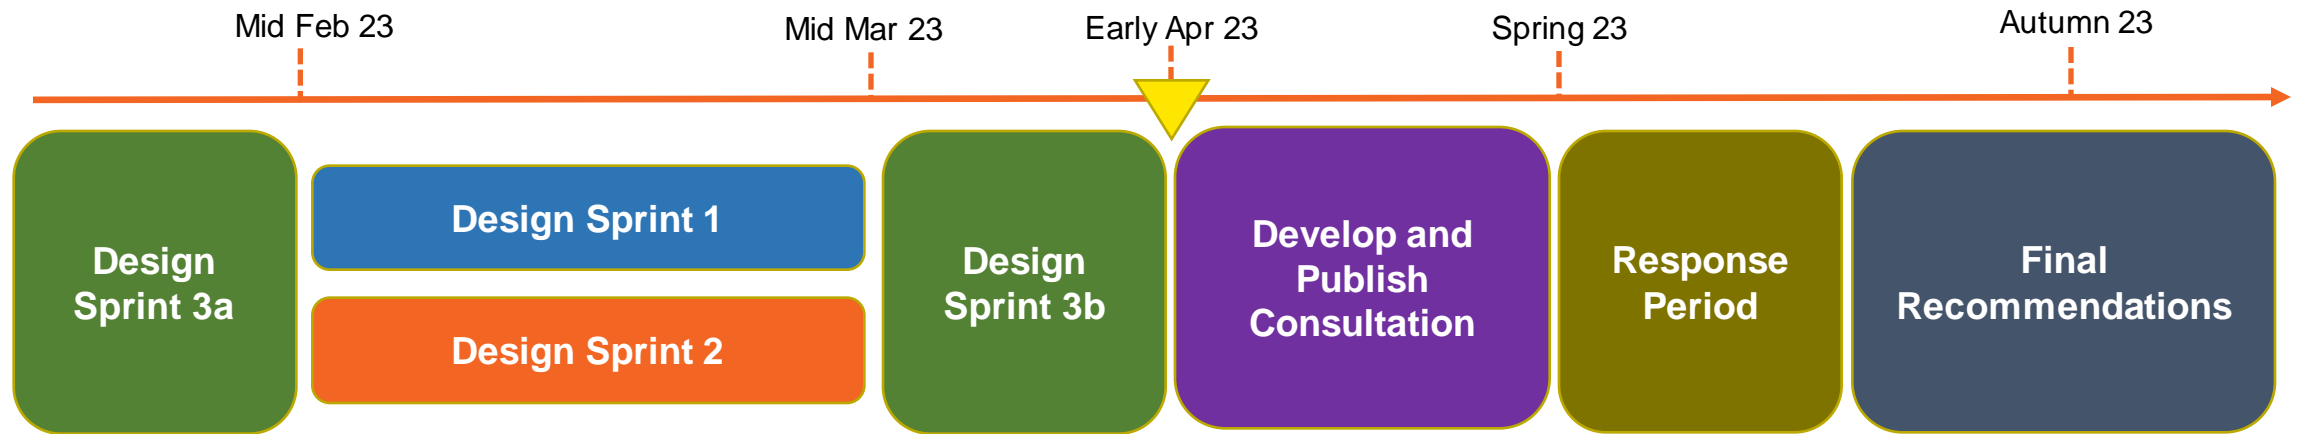 Mid Feb 23
Mid Mar 23
Early Apr 23
Spring 23
Autumn 23
Design
Sprint 3a
Design Sprint 1
Design Sprint 2
Design
Sprint 3b
Develop and
Publish
Consultation
Response
Period
Final
Recommendations